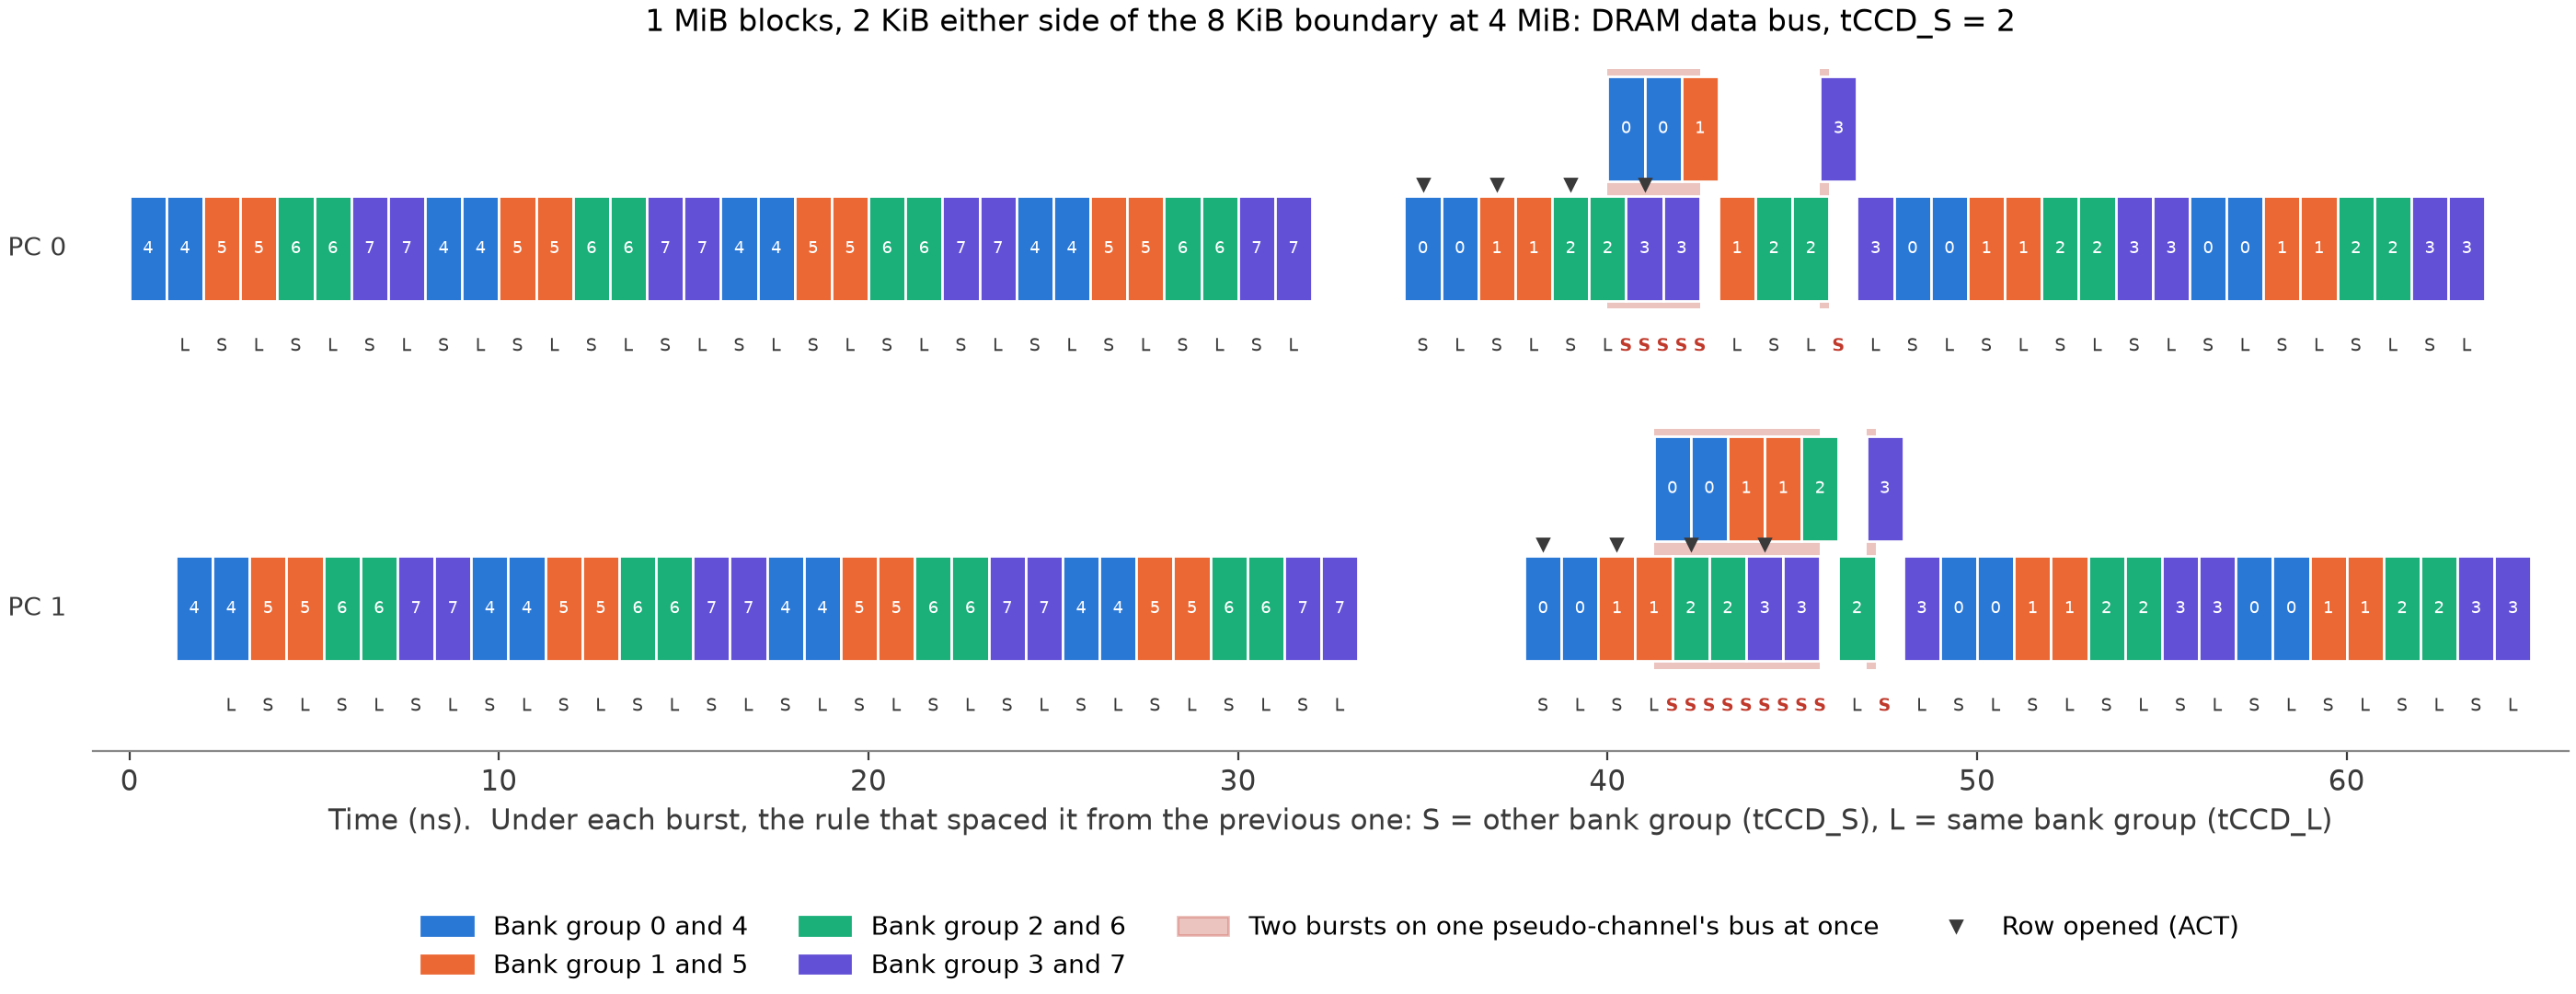 1 MiB blocks, 2 KiB either side of the 8 KiB boundary at 4 MiB: DRAM data bus, tCCD_S = 2
0 0 1 3
PC 0 4 4 5 5 6 6 7 7 4 4 5 5 6 6 7 7 4 4 5 5 6 6 7 7 4 4 5 5 6 6 7 7 0 0 1 1 2 2 3 3 1 2 2 3 0 0 1 1 2 2 3 3 0 0 1 1 2 2 3 3
L S L S L S L S L S L S L S L S L S L S L S L S L S L S L S L S L S L S L S S S S S L S L S L S L S L S L S L S L S L S L S L
0 0 1 1 2 3
PC 1 4 4 5 5 6 6 7 7 4 4 5 5 6 6 7 7 4 4 5 5 6 6 7 7 4 4 5 5 6 6 7 7 0 0 1 1 2 2 3 3 2 3 0 0 1 1 2 2 3 3 0 0 1 1 2 2 3 3
L S L S L S L S L S L S L S L S L S L S L S L S L S L S L S L S L S L S S S S S S S S S L S L S L S L S L S L S L S L S L S L
0 10 20 30 40 50 60
Time (ns).  Under each burst, the rule that spaced it from the previous one: S = other bank group (tCCD_S), L = same bank group (tCCD_L)
Bank group 0 and 4
Bank group 1 and 5
Bank group 2 and 6
Bank group 3 and 7
Two bursts on one pseudo-channel's bus at once
Row opened (ACT)